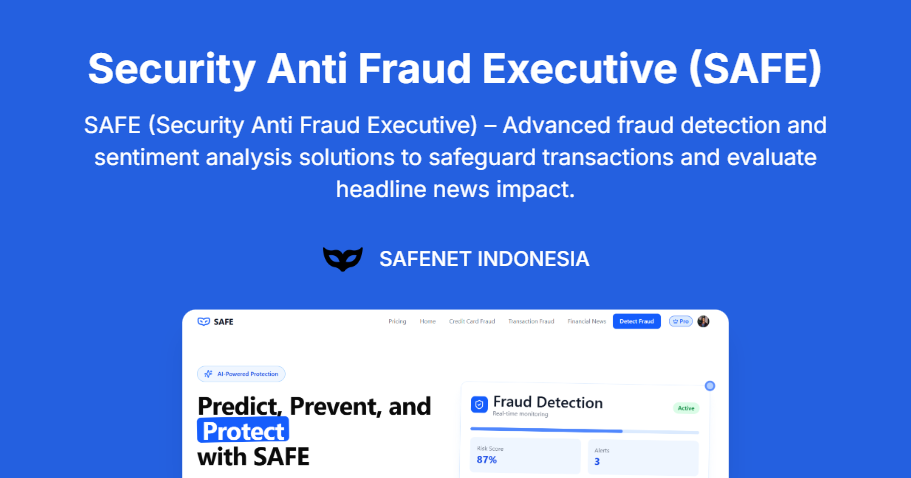 Security Anti Fraud Executive (SAFE)
SAFE (Security Anti Fraud Executive) – Advanced fraud detection and
sentiment analysis solutions to safeguard transactions and evaluate
headline news impact.
SAFENET INDONESIA
SAFE
Pricing Home Credit Card Fraud Transaction Fraud Financial News Detect Fraud Pro
AI-Powered Protection
Predict, Prevent, and
Protect
with SAFE
Fraud Detection
Real-time monitoring
Active
Risk Score
87%
Alerts
3